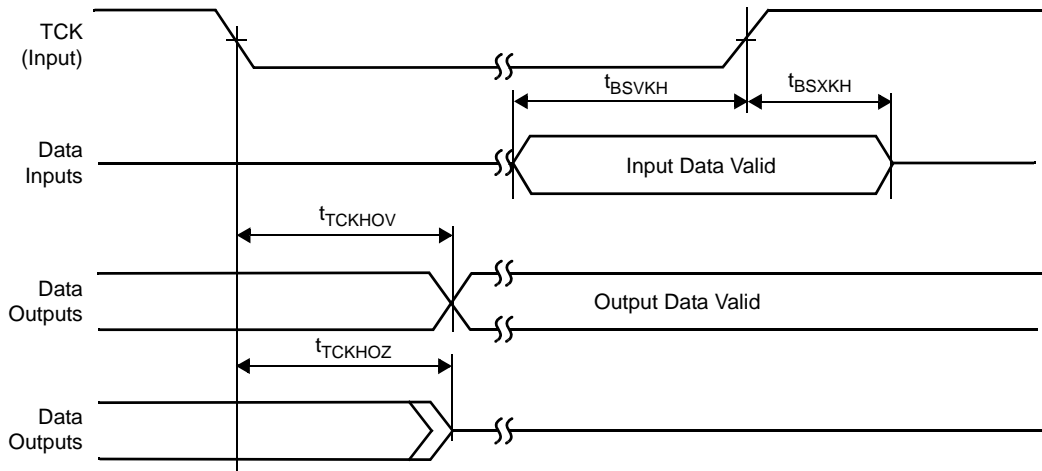 TCK
(Input)
tBSVKH
tBSXKH
Data
Inputs
Input Data Valid
tTCKHOV
Data
Outputs
Output Data Valid
tTCKHOZ
Data
Outputs